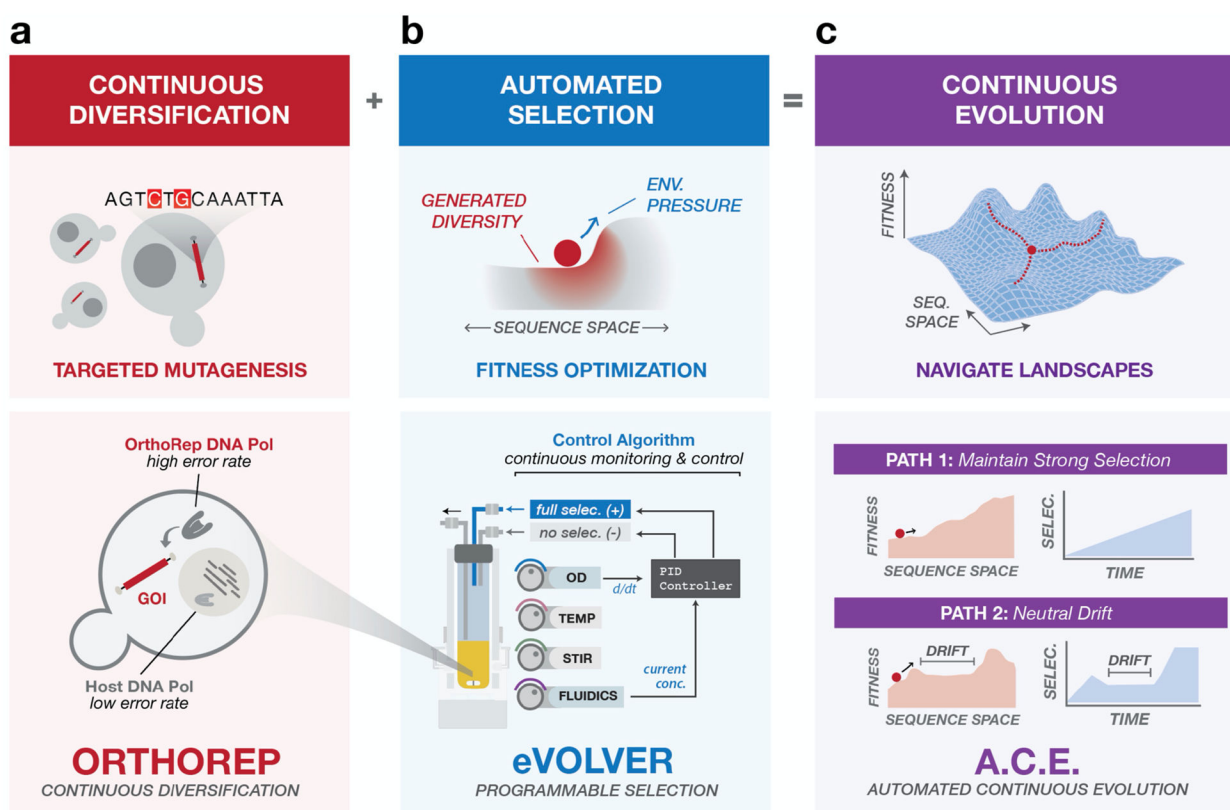 a
CONTINUOUS
DIVERSIFICATION
AGTCTGCAAATTA
TARGETED MUTAGENESIS
OrthoRep DNA Pol
high error rate
GOI
Host DNA Pol
low error rate
ORTHOREP
CONTINUOUS DIVERSIFICATION
+
b
AUTOMATED
SELECTION
GENERATED
DIVERSITY
ENV.
PRESSURE
SEQUENCE SPACE
FITNESS OPTIMIZATION
Control Algorithm
continuous monitoring & control
full selec. (+)
no selec. (-)
OD
d/dt
PID
Controller
TEMP
STIR
FLUIDICS
current
conc.
eVOLVER
PROGRAMMABLE SELECTION
=
c
CONTINUOUS
EVOLUTION
FITNESS
SEQ.
SPACE
NAVIGATE LANDSCAPES
PATH 1: Maintain Strong Selection
FITNESS
SEQUENCE SPACE
SELEC.
TIME
PATH 2: Neutral Drift
FITNESS
DRIFT
SEQUENCE SPACE
SELEC.
DRIFT
TIME
A.C.E.
AUTOMATED CONTINUOUS EVOLUTION